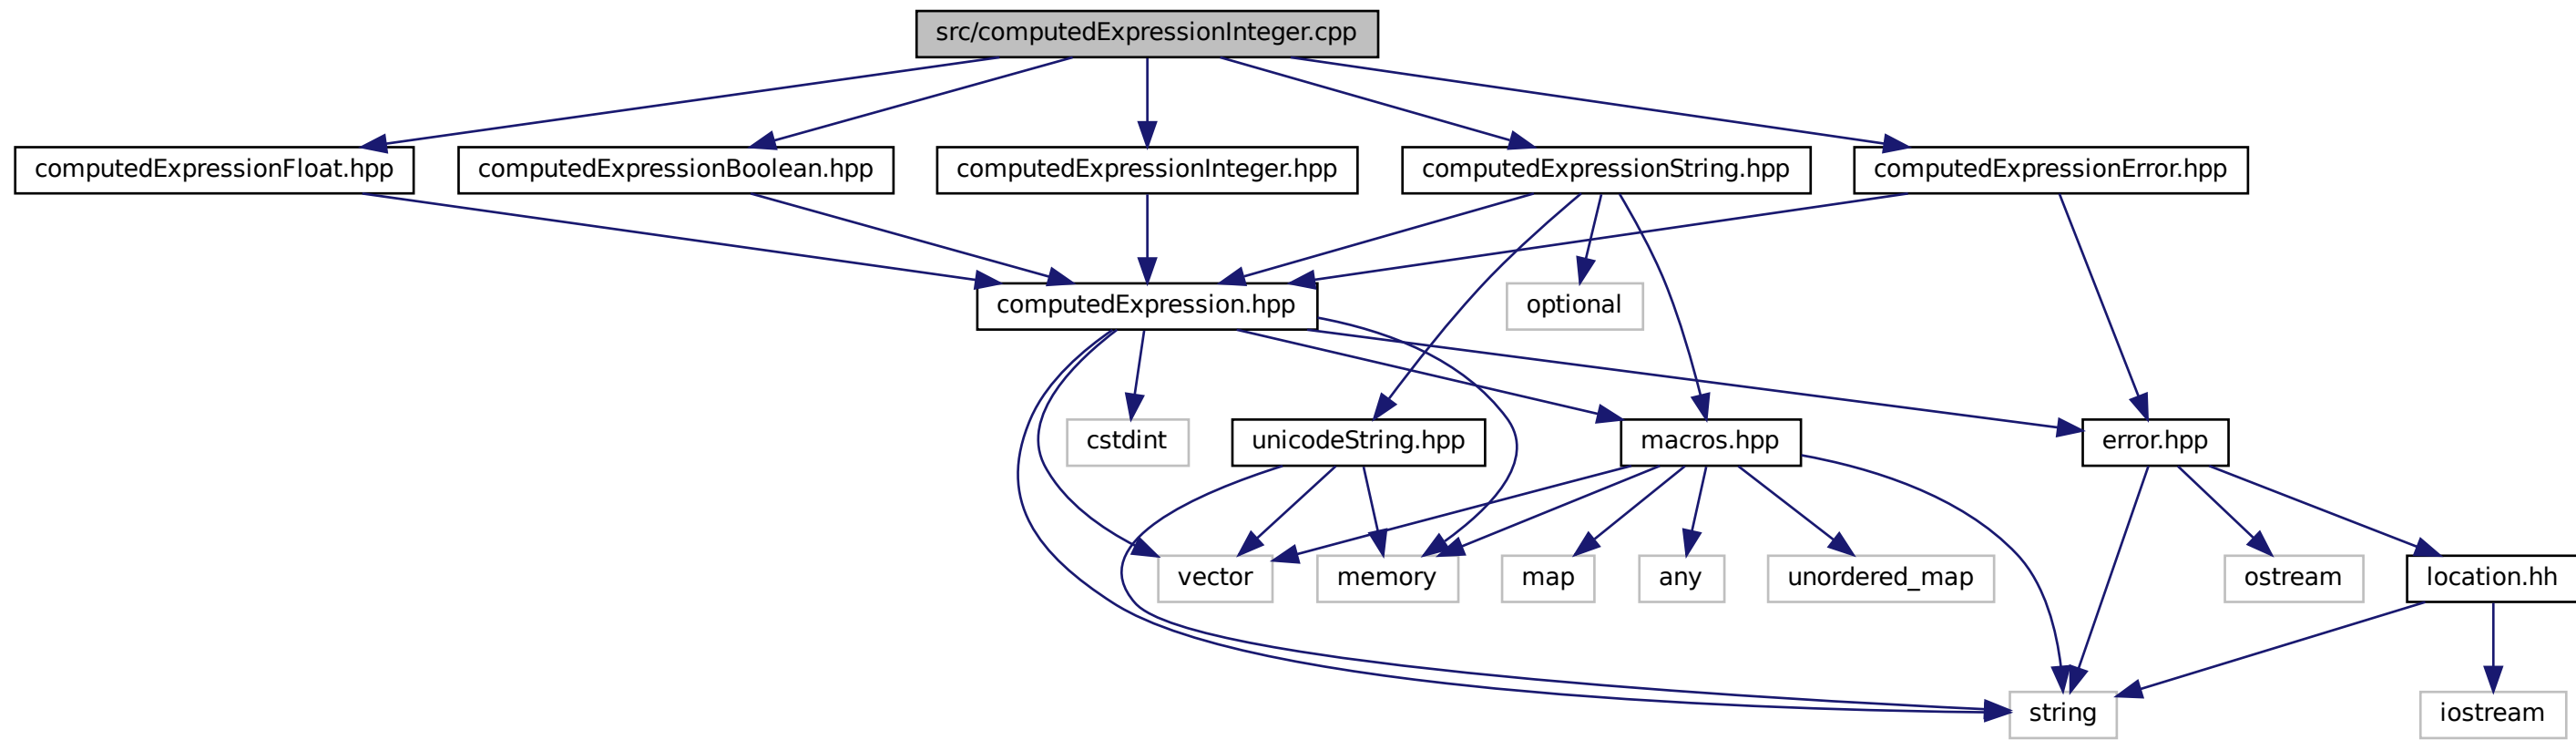 src/computedExpressionInteger.cpp
computedExpressionFloat.hpp
computedExpressionBoolean.hpp
computedExpressionInteger.hpp
computedExpressionString.hpp
computedExpressionError.hpp
computedExpression.hpp
optional
cstdint
unicodeString.hpp
macros.hpp
error.hpp
vector
memory
map
any
unordered_map
ostream
location.hh
string
iostream